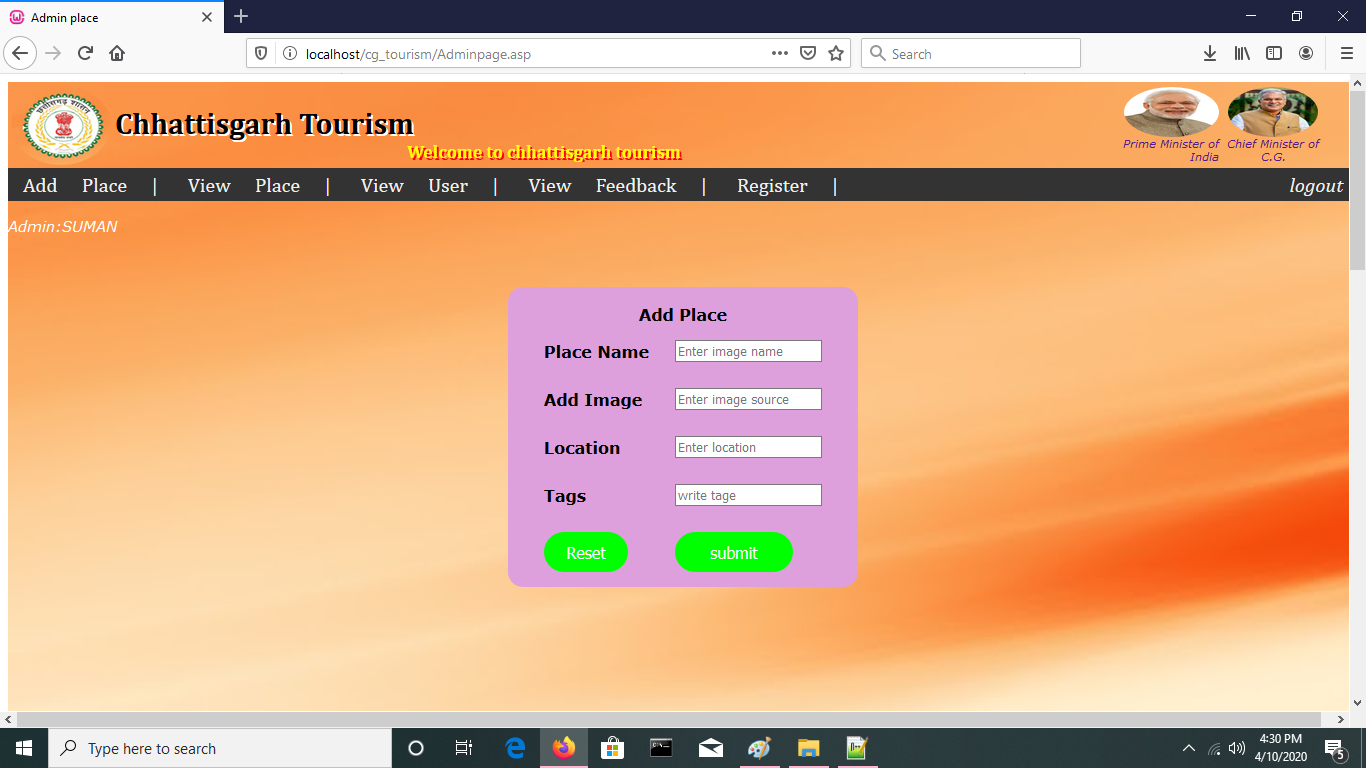 Admin place
localhost/cg_tourism/Adminpage.asp
Search
छत्तीसगढ़ शासन
Chhattisgarh Tourism
Welcome to chhattisgarh tourism
Prime Minister of India
Chief Minister of C.G.
Add Place | View Place | View User | View Feedback | Register | logout
Admin:SUMAN
Add Place
Place Name Enter image name
Add Image Enter image source
Location Enter location
Tags write tage
Reset submit
Type here to search
4:30 PM
4/10/2020
5